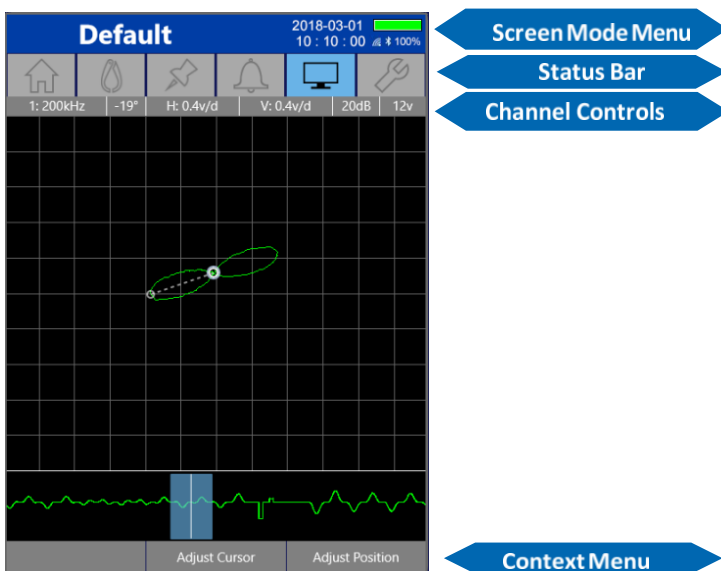 Default
2018-03-01
10 : 10 : 00 100%
Screen Mode Menu
Status Bar
1: 200kHz -19° H: 0.4v/d V: 0.4v/d 20dB 12v
Channel Controls
Adjust Cursor Adjust Position
Context Menu